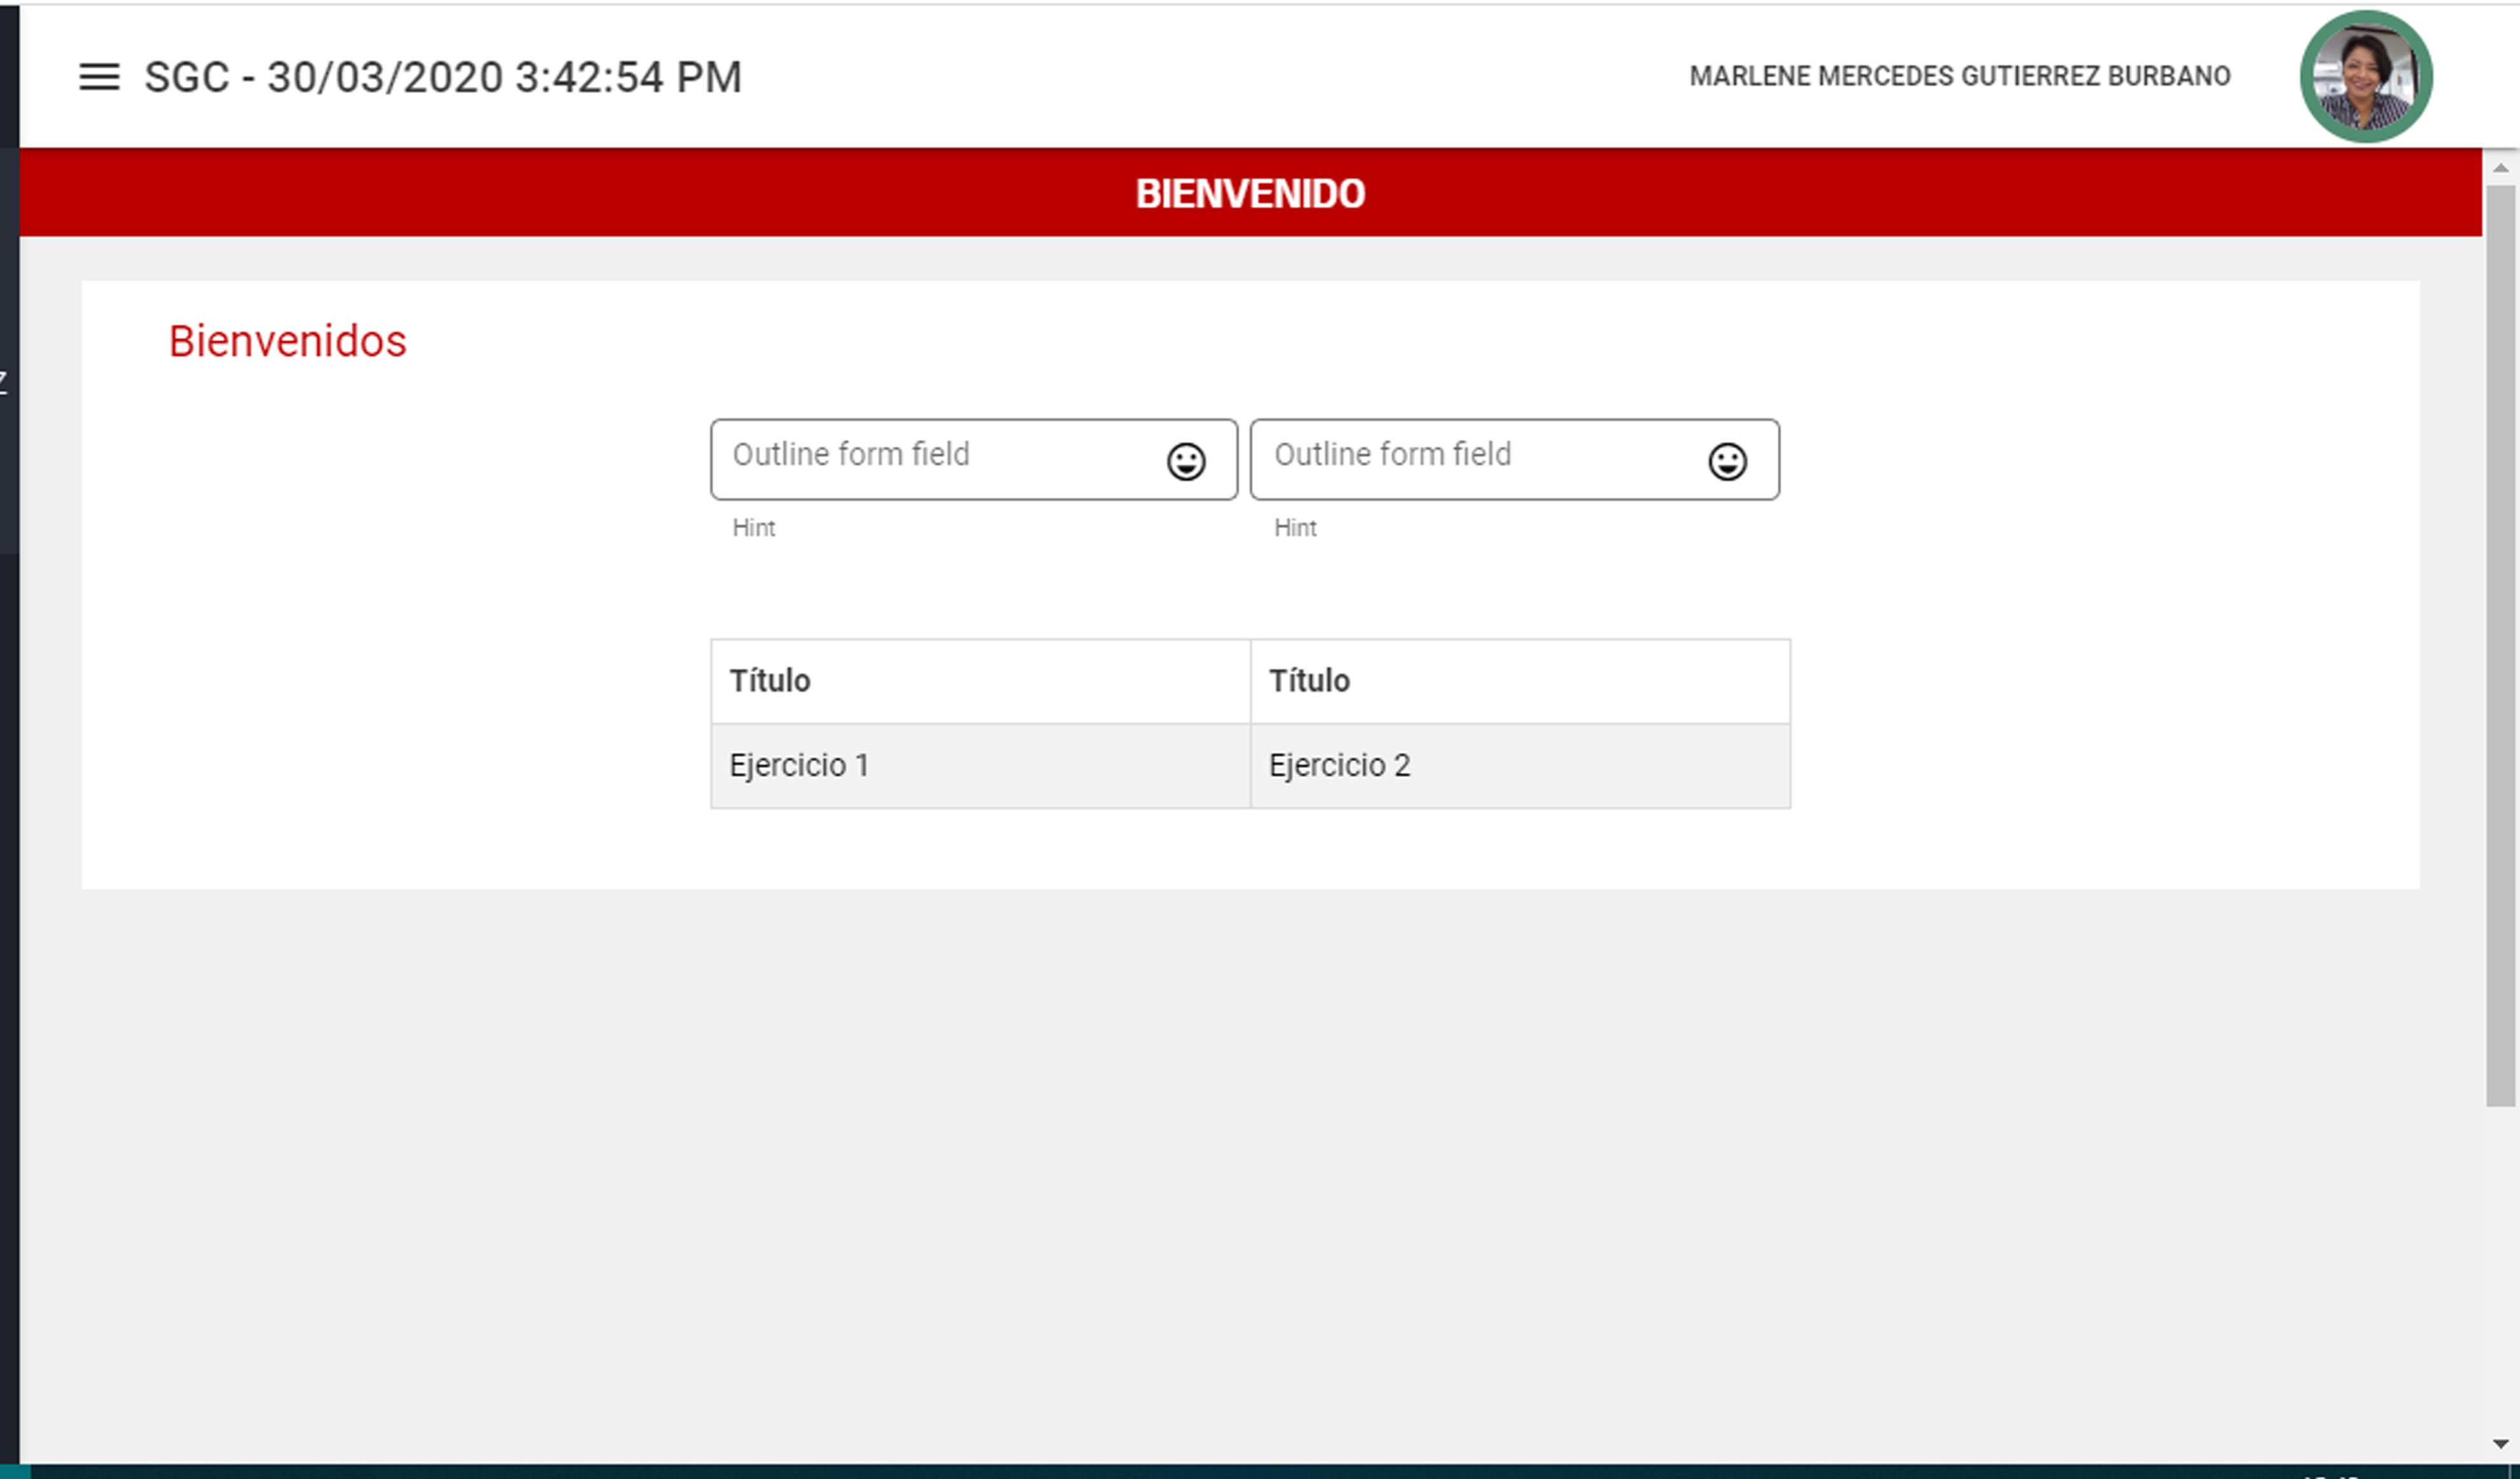 SGC - 30/03/2020 3:42:54 PM
MARLENE MERCEDES GUTIERREZ BURBANO
BIENVENIDO
Z
Bienvenidos
Outline form field Outline form field
Hint Hint
Título Título
Ejercicio 1 Ejercicio 2